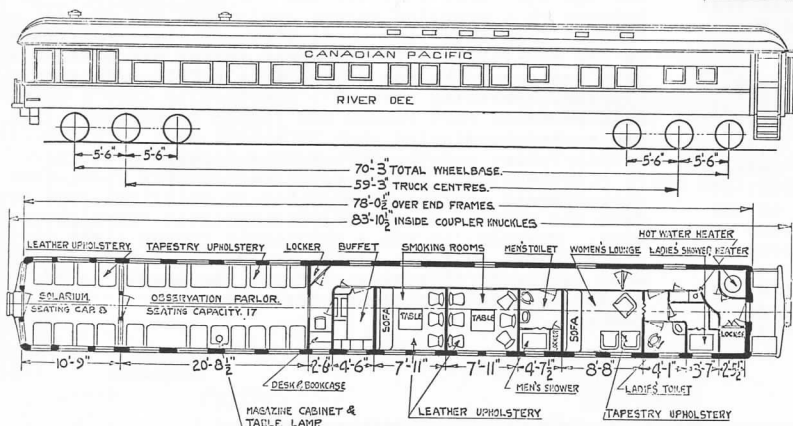 CANADIAN PACIFIC
RIVER DEE
5'-6" 5'-6" 5'-6" 5'-6"
70'-3" TOTAL WHEELBASE.
59'-3" TRUCK CENTRES.
78'-0½" OVER END FRAMES
83'-10½" INSIDE COUPLER KNUCKLES
HOT WATER HEATER
LEATHER UPHOLSTERY TAPESTRY UPHOLSTERY LOCKER BUFFET SMOKING ROOMS MEN'S TOILET WOMEN'S LOUNGE LADIES' SHOWER HEATER
SOLARIUM. OBSERVATION PARLOR.
SEATING CAP. 8 SEATING CAPACITY. 17
SOFA TABLE TABLE LOCKER SOFA LOCKER
10'-9" 20'-8½" 2'-6" 4'-6" 7'-11" 7'-11" 4'-7½" 8'-8" 4'-1" 3'-7" 2'-5½"
DESK & BOOKCASE MEN'S SHOWER LADIES' TOILET
MAGAZINE CABINET & LEATHER UPHOLSTERY TAPESTRY UPHOLSTERY
TABLE LAMP